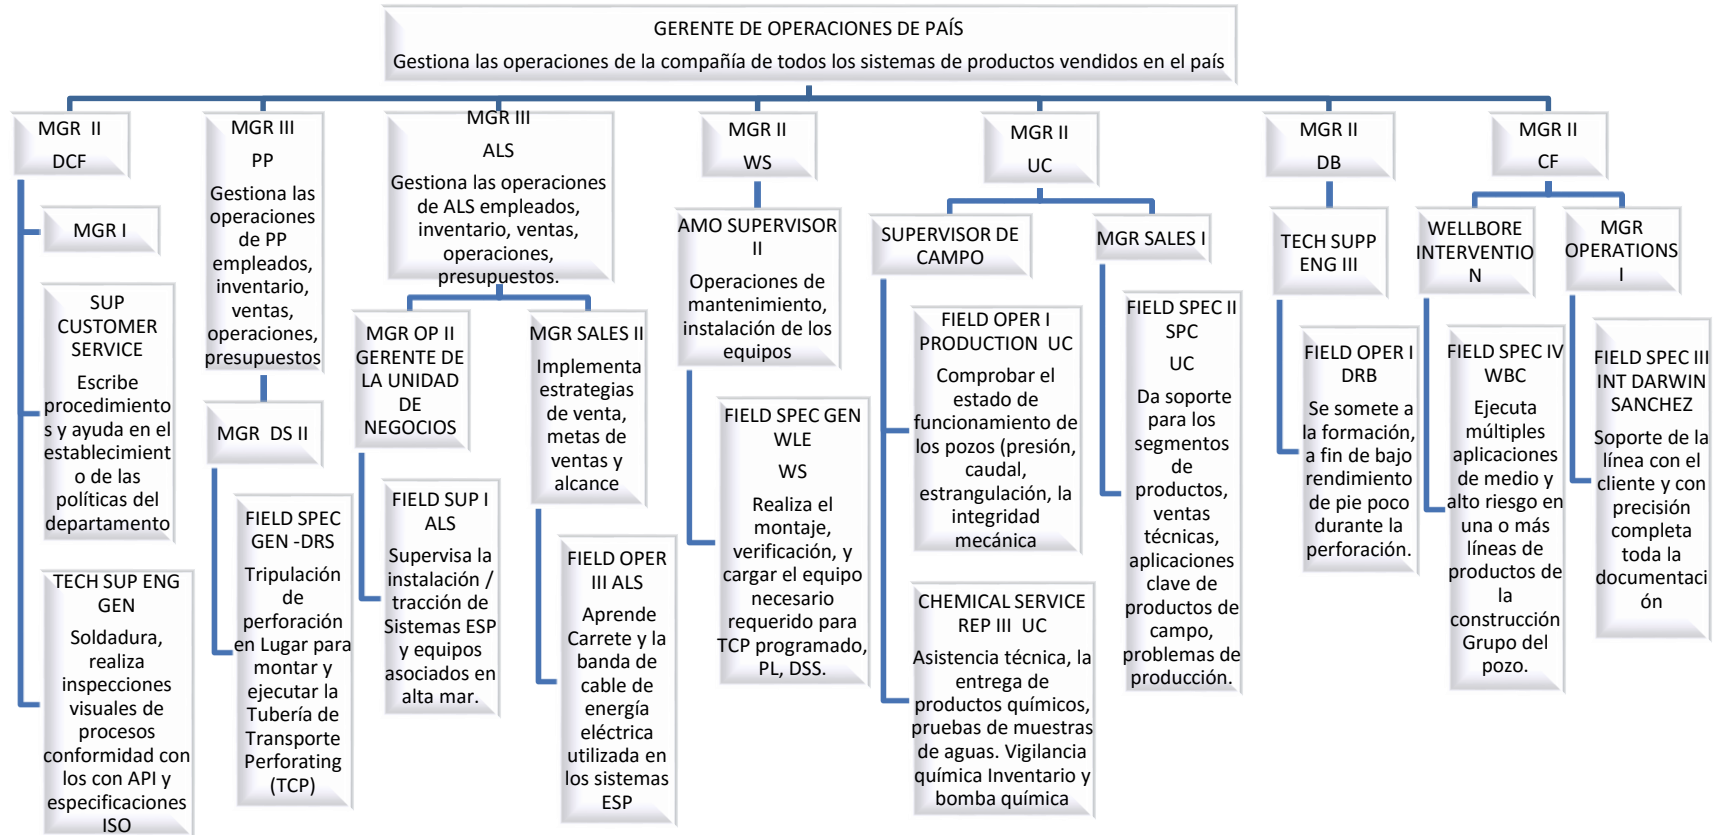 GERENTE DE OPERACIONES DE PAÍS
Gestiona las operaciones de la compañía de todos los sistemas de productos vendidos en el país
MGR II
DCF
MGR I
SUP
CUSTOMER
SERVICE
Escribe
procedimiento
s y ayuda en el
establecimient
o de las
políticas del
departamento
TECH SUP ENG
GEN
Soldadura,
realiza
inspecciones
visuales de
procesos
conformidad con
los con API y
especificaciones
ISO
MGR III
PP
Gestiona las
operaciones
de PP
empleados,
inventario,
ventas,
operaciones,
presupuestos
MGR DS II
FIELD SPEC
GEN -DRS
Tripulación
de
perforación
en Lugar para
montar y
ejecutar la
Tubería de
Transporte
Perforating
(TCP)
MGR III
ALS
Gestiona las operaciones
de ALS empleados,
inventario, ventas,
operaciones,
presupuestos.
MGR OP II
GERENTE DE
LA UNIDAD
DE
NEGOCIOS
FIELD SUP I
ALS
Supervisa la
instalación /
tracción de
Sistemas ESP
y equipos
asociados en
alta mar.
MGR SALES II
Implementa
estrategias
de venta,
metas de
ventas y
alcance
FIELD OPER
III ALS
Aprende
Carrete y la
banda de
cable de
energía
eléctrica
utilizada en
los sistemas
ESP
MGR II
WS
AMO SUPERVISOR
II
Operaciones de
mantenimiento,
instalación de los
equipos
FIELD SPEC GEN
WLE
WS
Realiza el
montaje,
verificación, y
cargar el equipo
necesario
requerido para
TCP programado,
PL, DSS.
MGR II
UC
SUPERVISOR DE
CAMPO
FIELD OPER I
PRODUCTION UC
Comprobar el
estado de
funcionamiento de
los pozos (presión,
caudal,
estrangulación, la
integridad
mecánica
CHEMICAL SERVICE
REP III UC
Asistencia técnica, la
entrega de
productos químicos,
pruebas de muestras
de aguas. Vigilancia
química Inventario y
bomba química
MGR SALES I
FIELD SPEC II
SPC
UC
Da soporte
para los
segmentos
de
productos,
ventas
técnicas,
aplicaciones
clave de
productos de
campo,
problemas de
producción.
MGR II
DB
TECH SUPP
ENG III
FIELD OPER I
DRB
Se somete a
la formación,
a fin de bajo
rendimiento
de pie poco
durante la
perforación.
MGR II
CF
WELLBORE
INTERVENTIO
N
FIELD SPEC IV
WBC
Ejecuta
múltiples
aplicaciones
de medio y
alto riesgo en
una o más
líneas de
productos de
la
construcción
Grupo del
pozo.
MGR
OPERATIONS
I
FIELD SPEC III
INT DARWIN
SANCHEZ
Soporte de la
línea con el
cliente y con
precisión
completa
toda la
documentaci
ón